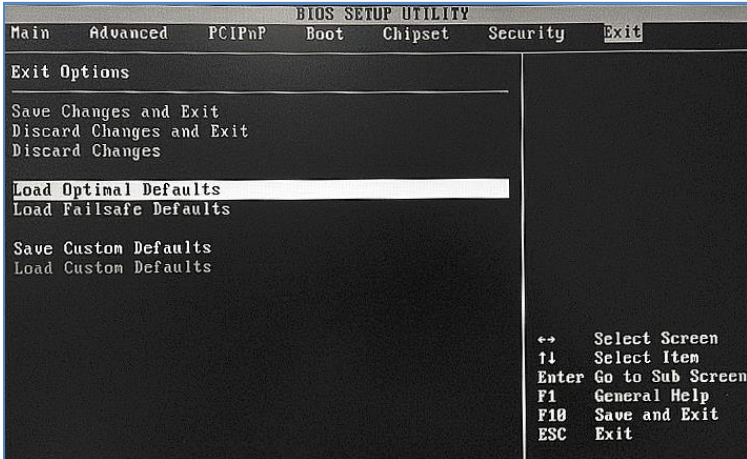 BIOS SETUP UTILITY
Main Advanced PCIPnP Boot Chipset Security Exit
Exit Options
Save Changes and Exit
Discard Changes and Exit
Discard Changes
Load Optimal Defaults
Load Failsafe Defaults
Save Custom Defaults
Load Custom Defaults
↔ Select Screen
↑↓ Select Item
Enter Go to Sub Screen
F1 General Help
F10 Save and Exit
ESC Exit